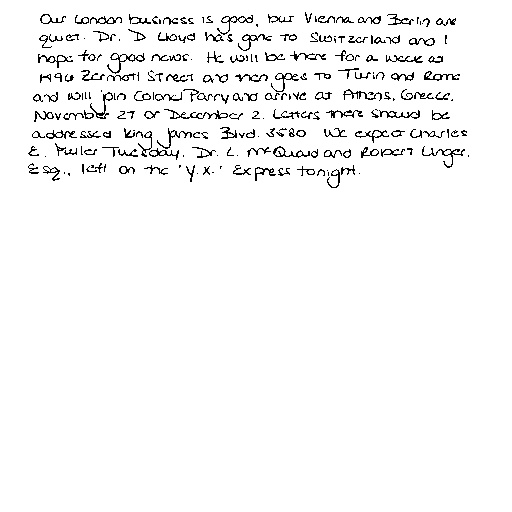 Our London business is good, but Vienna and Berlin are
quiet. Dr. D Lloyd has gone to Switzerland and I
hope for good news. He will be there for a week at
1496 Zermott Street and then goes to Turin and Rome
and will join Colonel Parry and arrive at Athens, Greece,
November 27 or December 2. Letters there should be
addressed King James Blvd. 3580. We expect Charles
E. Fuller Tuesday. Dr. L. McQuaid and Robert Unger,
Esq., left on the 'Y.X.' Express tonight.